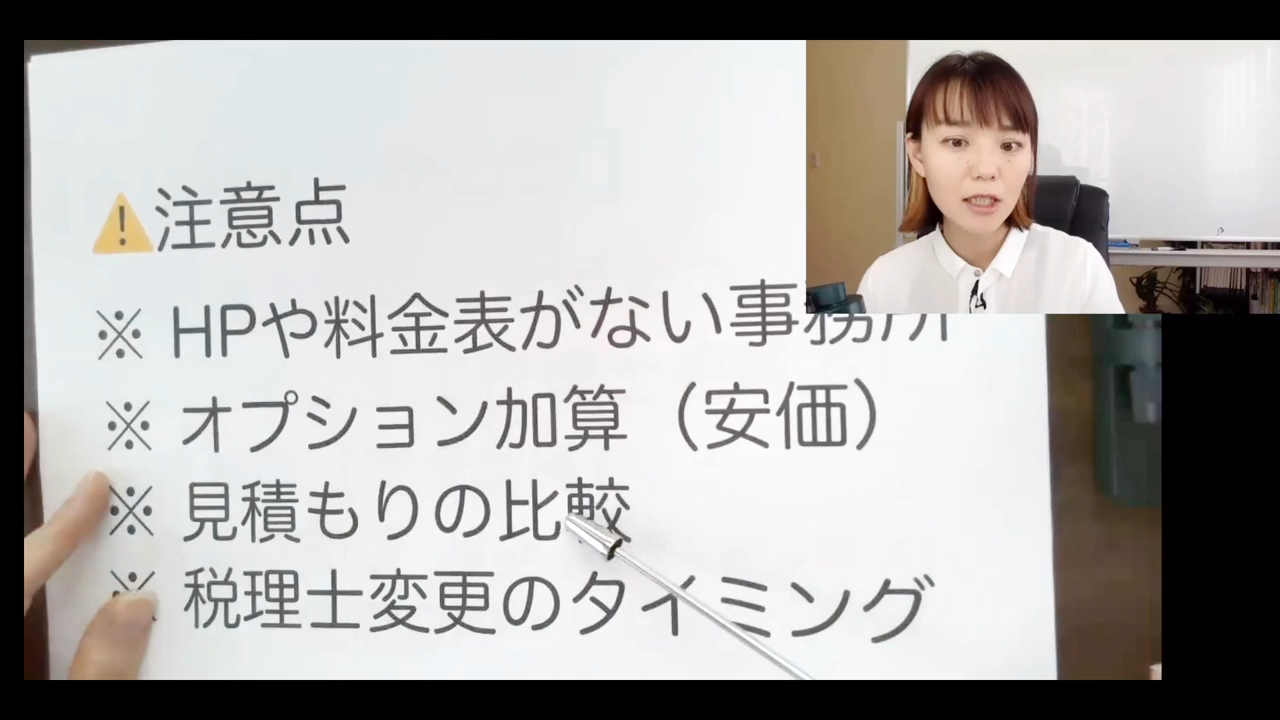 ⚠注意点
※ HPや料金表がない事務所
※ オプション加算（安価）
※ 見積もりの比較
※ 税理士変更のタイミング